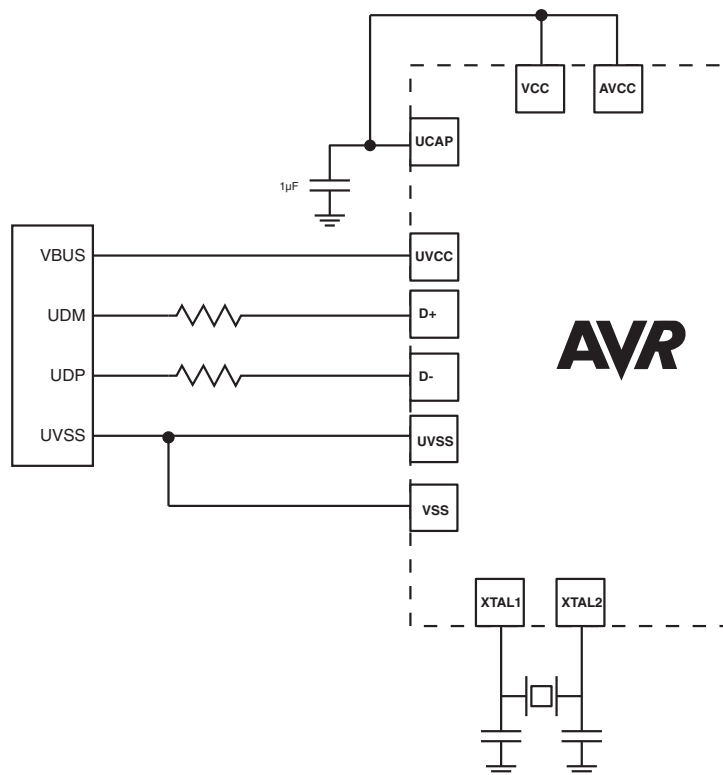 VCC
AVCC
UCAP
1µF
VBUS
UVCC
UDM
D+
UDP
D-
UVSS
UVSS
VSS
AVR
XTAL1
XTAL2